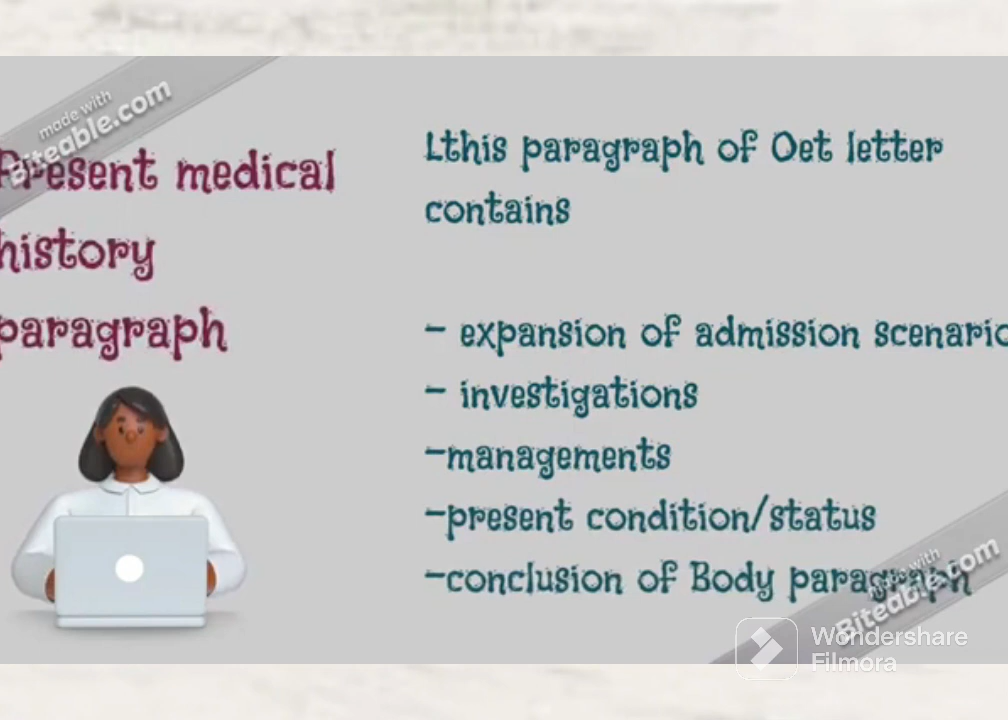 made with
Biteable.com
Present medical
history
paragraph
Lthis paragraph of Oet letter
contains
- expansion of admission scenario
- investigations
-managements
-present condition/status
-conclusion of Body paragraph
made with
Biteable.com
Wondershare
Filmora